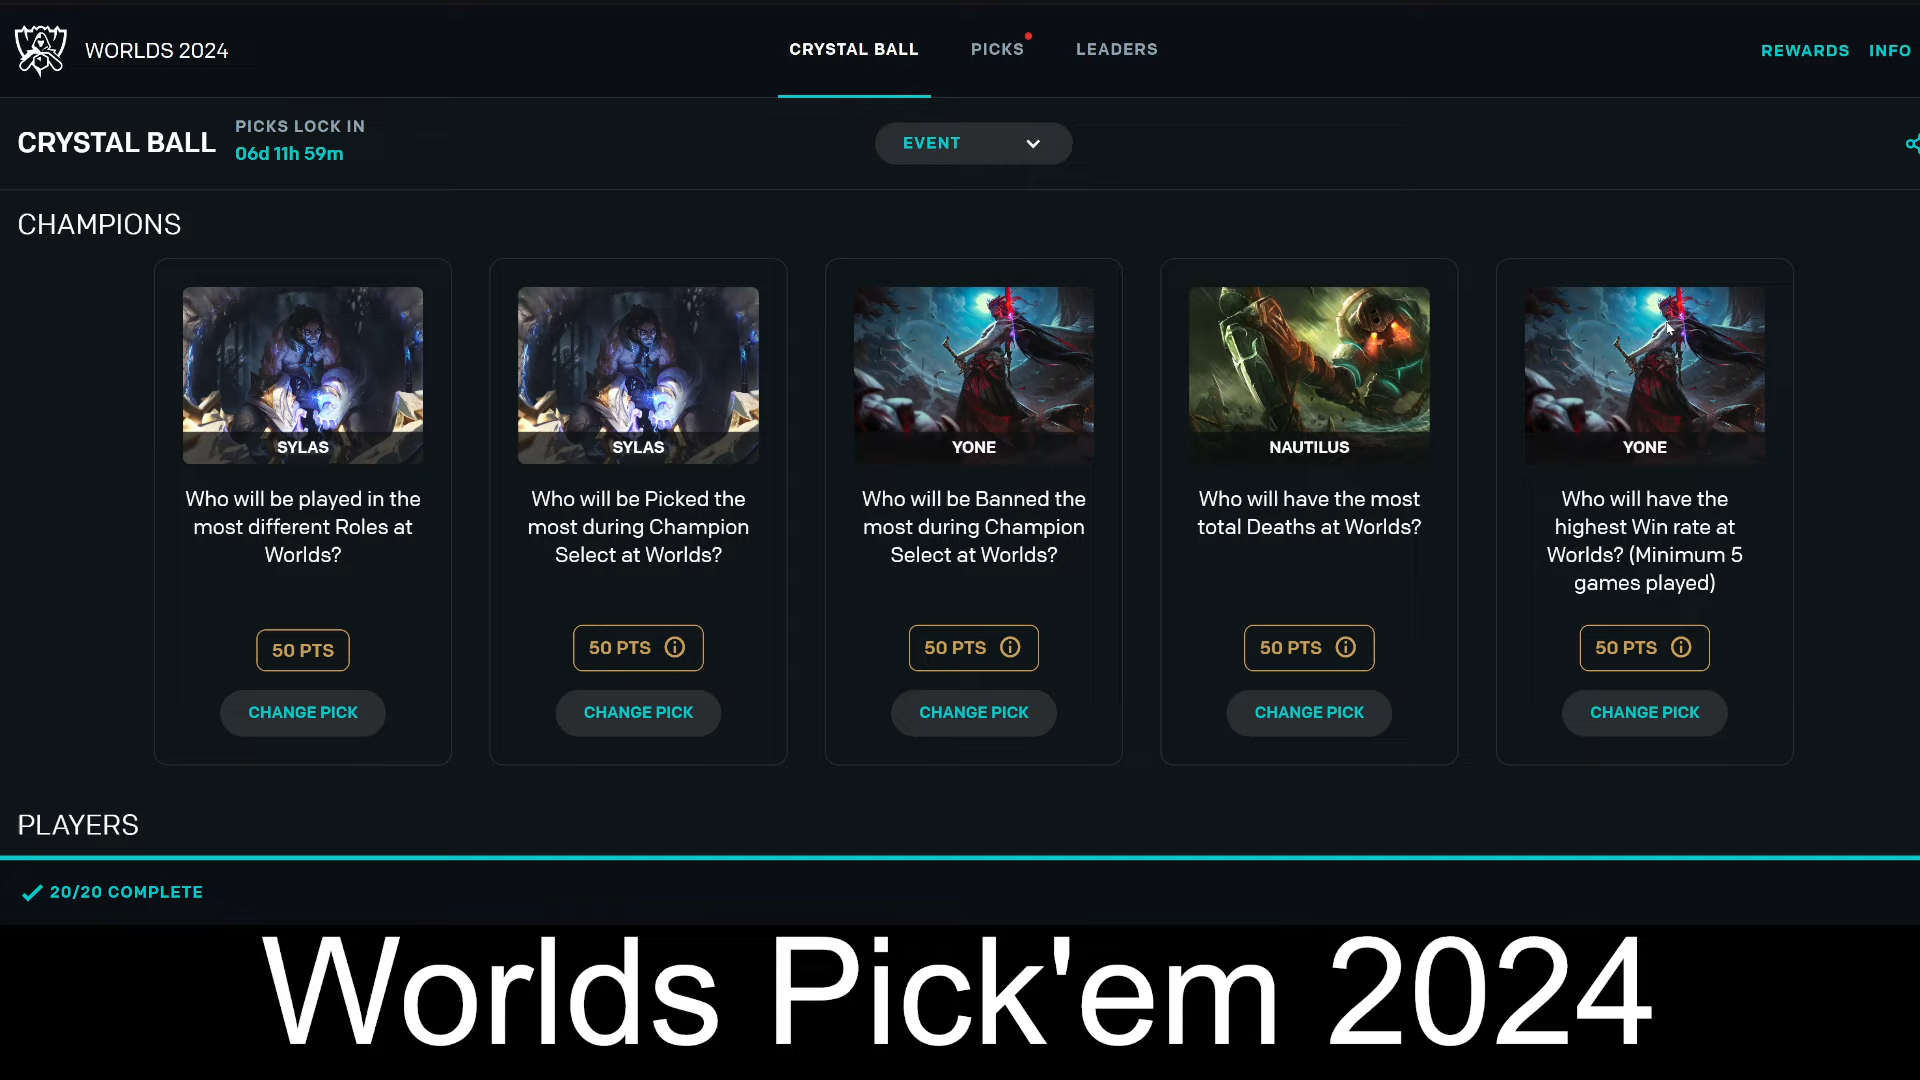 WORLDS 2024
CRYSTAL BALL
PICKS
LEADERS
REWARDS
INFO
CRYSTAL BALL
PICKS LOCK IN
06d 11h 59m
EVENT
CHAMPIONS
SYLAS
Who will be played in the
most different Roles at
Worlds?
50 PTS
CHANGE PICK
SYLAS
Who will be Picked the
most during Champion
Select at Worlds?
50 PTS
CHANGE PICK
YONE
Who will be Banned the
most during Champion
Select at Worlds?
50 PTS
CHANGE PICK
NAUTILUS
Who will have the most
total Deaths at Worlds?
50 PTS
CHANGE PICK
YONE
Who will have the
highest Win rate at
Worlds? (Minimum 5
games played)
50 PTS
CHANGE PICK
PLAYERS
20/20 COMPLETE
Worlds Pick'em 2024